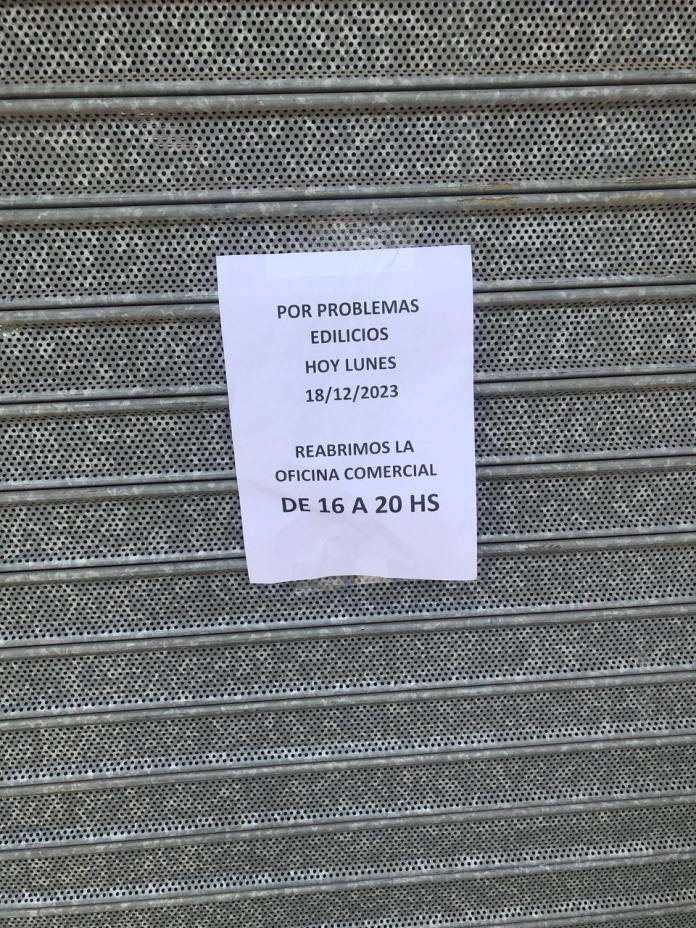 POR PROBLEMAS
EDILICIOS
HOY LUNES
18/12/2023
REABRIMOS LA
OFICINA COMERCIAL
DE 16 A 20 HS